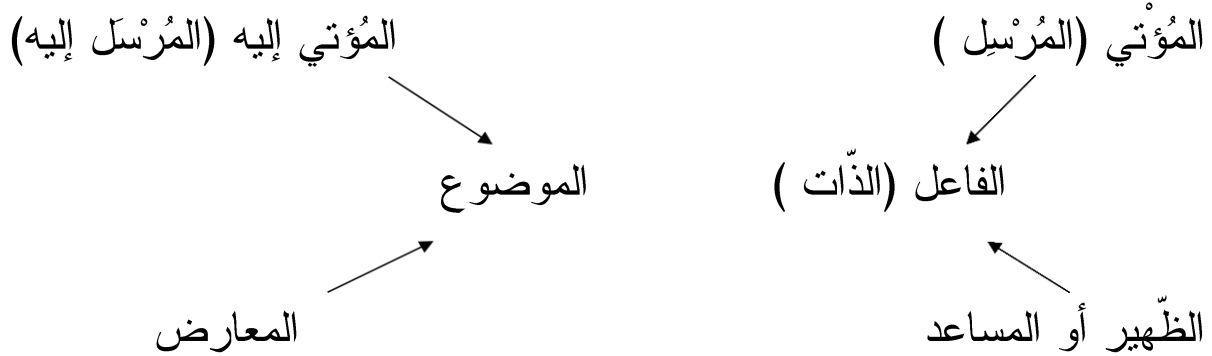 المُؤْتي (المُرْسِل ) المُؤتي إليه (المُرْسَل إليه)
الفاعل (الذّات ) الموضوع
الظّهير أو المساعد المعارض